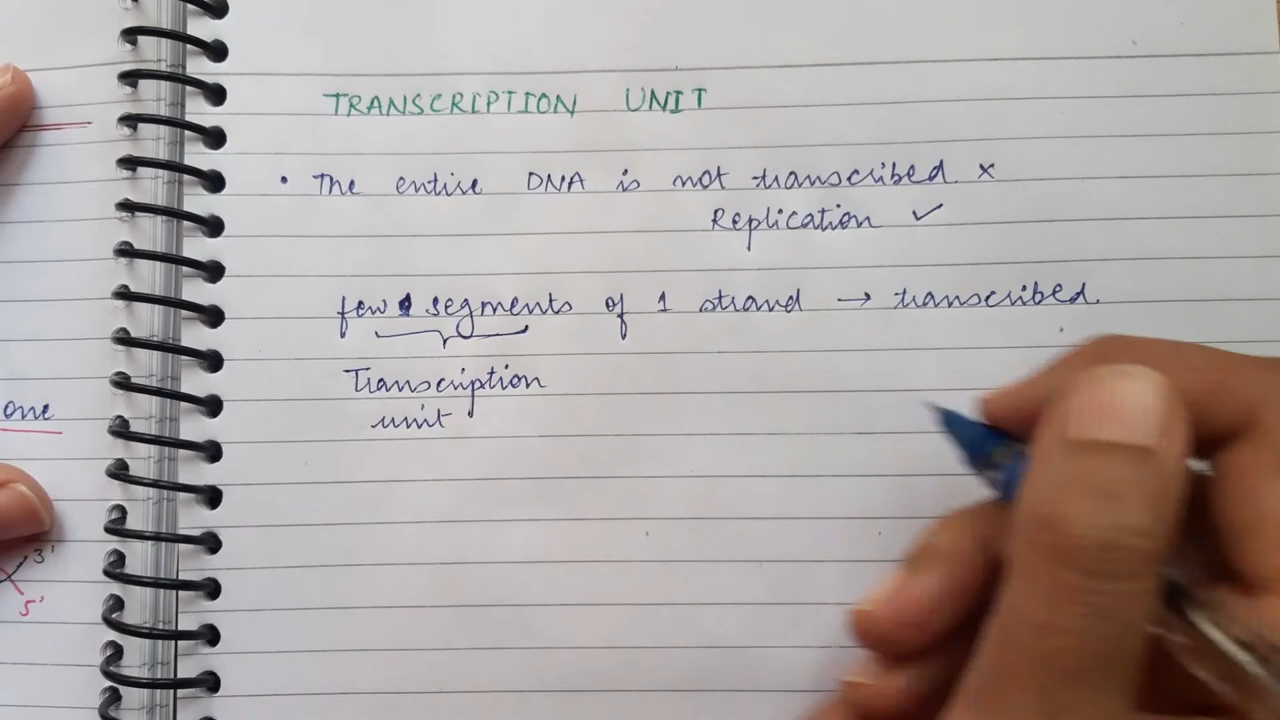 TRANSCRIPTION UNIT
• The entire DNA is not transcribed ×
Replication ✓
few segments of 1 strand → transcribed.
Transcription
unit
one
3'
5'